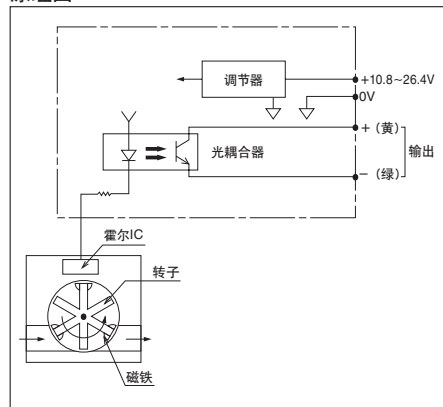 调节器
+10.8~26.4V
0V
+（黄）
光耦合器
输出
−（绿）
霍尔IC
转子
磁铁